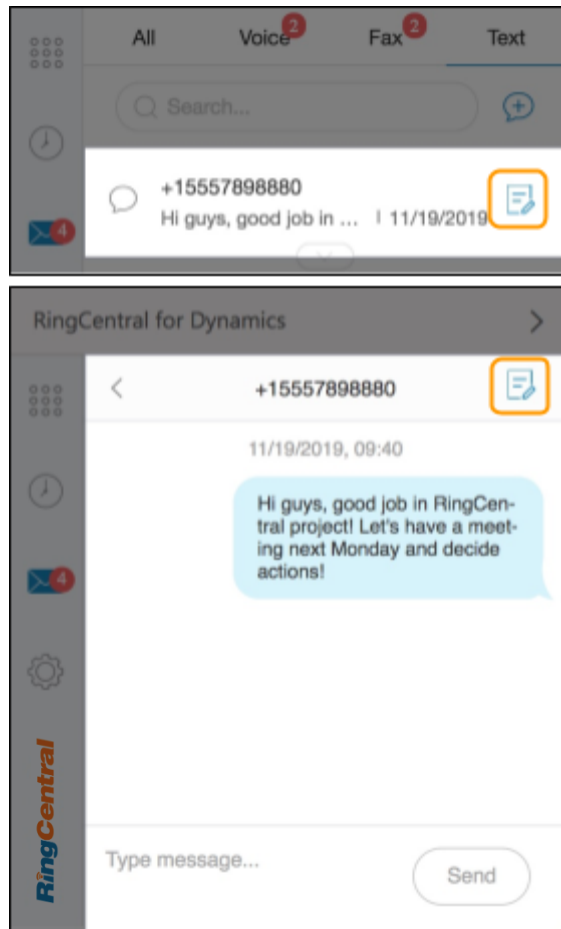 All Voice 2 Fax 2 Text
Search...
+15557898880
Hi guys, good job in ... | 11/19/2019
4
RingCentral for Dynamics
+15557898880
11/19/2019, 09:40
Hi guys, good job in RingCen-
tral project! Let's have a meet-
ing next Monday and decide
actions!
4
RingCentral
Type message...
Send